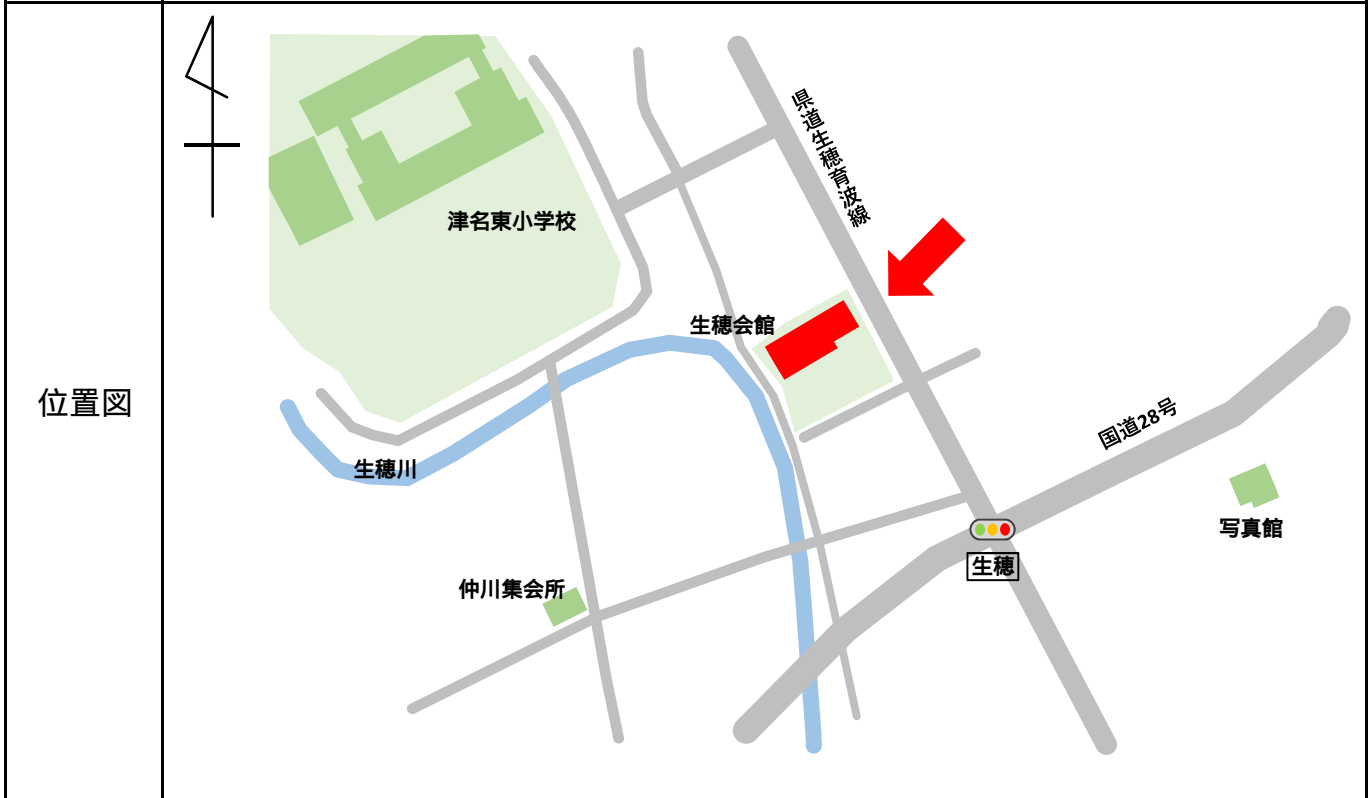 位置図
県道生穂育波線
津名東小学校
生穂会館
国道28号
生穂川
写真館
生穂
仲川集会所